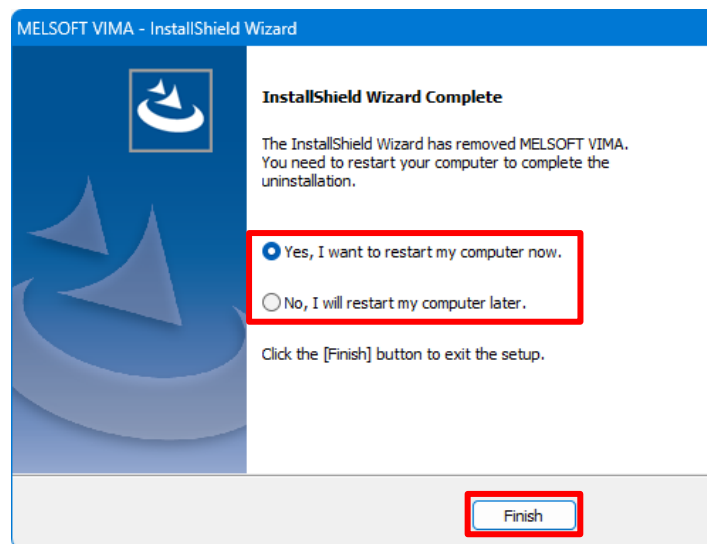 MELSOFT VIMA - InstallShield Wizard
InstallShield Wizard Complete
The InstallShield Wizard has removed MELSOFT VIMA.
You need to restart your computer to complete the
uninstallation.
Yes, I want to restart my computer now.
No, I will restart my computer later.
Click the [Finish] button to exit the setup.
Finish